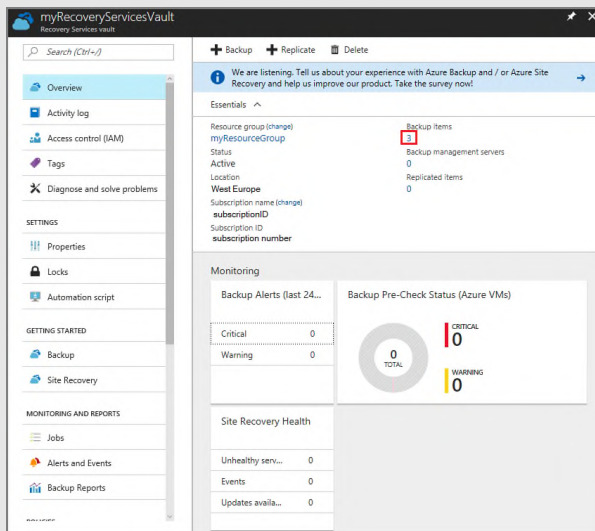 myRecoveryServicesVault
Recovery Services vault
Search (Ctrl+/)
Overview
Activity log
Access control (IAM)
Tags
Diagnose and solve problems
SETTINGS
Properties
Locks
Automation script
GETTING STARTED
Backup
Site Recovery
MONITORING AND REPORTS
Jobs
Alerts and Events
Backup Reports
POLICIES
Backup Replicate Delete
We are listening. Tell us about your experience with Azure Backup and / or Azure Site
Recovery and help us improve our product. Take the survey now!
Essentials
Resource group (change)
myResourceGroup
Status
Active
Location
West Europe
Subscription name (change)
subscriptionID
Subscription ID
subscription number
Backup items
3
Backup management servers
0
Replicated items
0
Monitoring
Backup Alerts (last 24...
Critical 0
Warning 0
Backup Pre-Check Status (Azure VMs)
0
TOTAL
CRITICAL
0
WARNING
0
Site Recovery Health
Unhealthy serv... 0
Events 0
Updates availa... 0